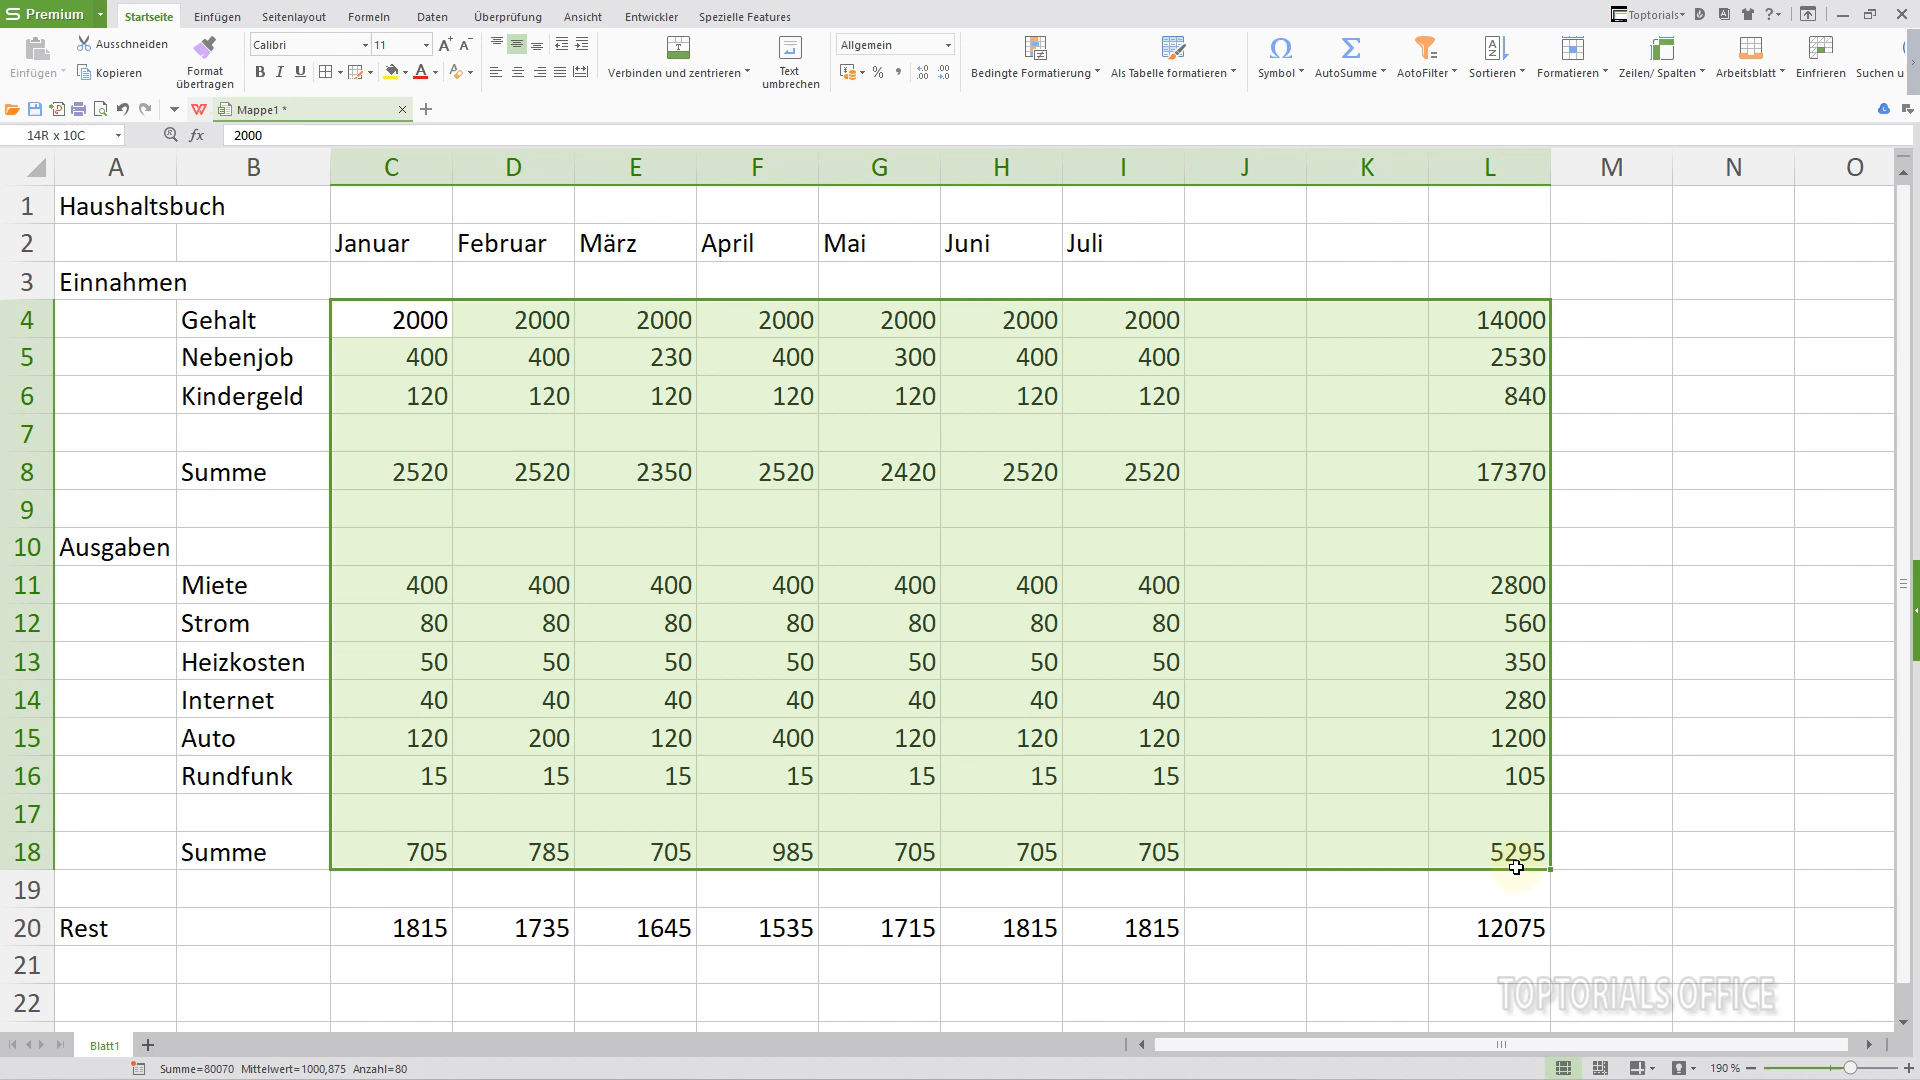 Premium
Startseite Einfügen Seitenlayout Formeln Daten Überprüfung Ansicht Entwickler Spezielle Features Toptorials
Einfügen Ausschneiden Kopieren Format übertragen
Calibri 11 B I U
Verbinden und zentrieren Text umbrechen
Allgemein
Bedingte Formatierung Als Tabelle formatieren Symbol AutoSumme AutoFilter Sortieren Formatieren Zeilen/ Spalten Arbeitsblatt Einfrieren Suchen u
Mappe1 *
14R x 10C fx 2000
A B C D E F G H I J K L M N O
1 Haushaltsbuch
2 Januar Februar März April Mai Juni Juli
3 Einnahmen
4 Gehalt 2000 2000 2000 2000 2000 2000 2000 14000
5 Nebenjob 400 400 230 400 300 400 400 2530
6 Kindergeld 120 120 120 120 120 120 120 840
7
8 Summe 2520 2520 2350 2520 2420 2520 2520 17370
9
10 Ausgaben
11 Miete 400 400 400 400 400 400 400 2800
12 Strom 80 80 80 80 80 80 80 560
13 Heizkosten 50 50 50 50 50 50 50 350
14 Internet 40 40 40 40 40 40 40 280
15 Auto 120 200 120 400 120 120 120 1200
16 Rundfunk 15 15 15 15 15 15 15 105
17
18 Summe 705 785 705 985 705 705 705 5295
19
20 Rest 1815 1735 1645 1535 1715 1815 1815 12075
21
22
TOPTORIALS OFFICE
Blatt1
Summe=80070 Mittelwert=1000,875 Anzahl=80 190 %